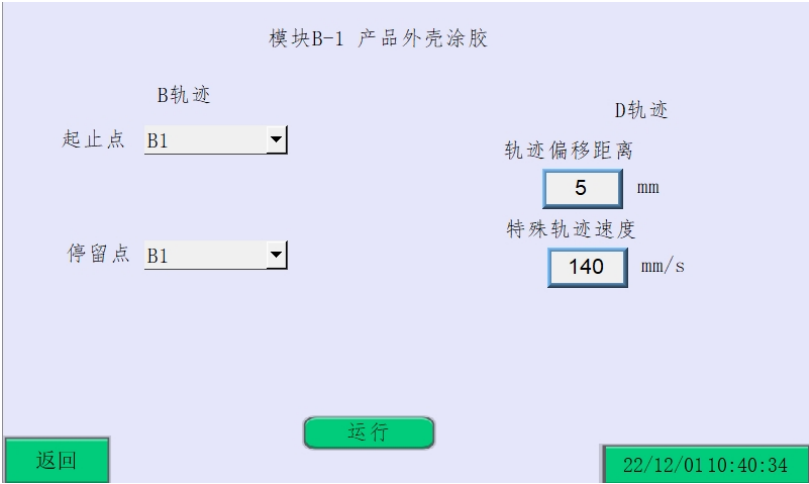 模块B-1 产品外壳涂胶
B轨迹
起止点 B1
停留点 B1
D轨迹
轨迹偏移距离
5 mm
特殊轨迹速度
140 mm/s
运行
返回
22/12/01 10:40:34